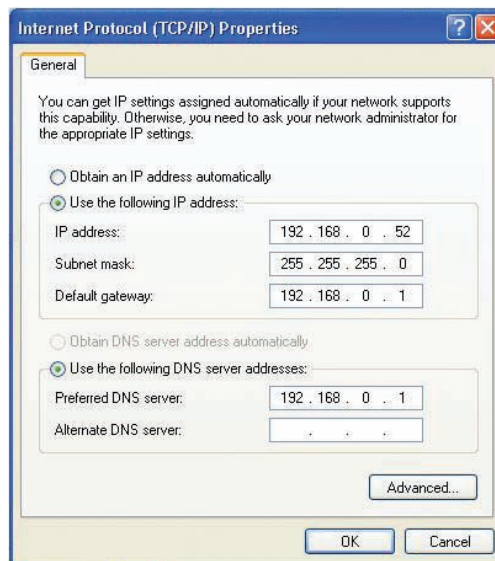 Internet Protocol (TCP/IP) Properties
General
You can get IP settings assigned automatically if your network supports
this capability. Otherwise, you need to ask your network administrator for
the appropriate IP settings.
Obtain an IP address automatically
Use the following IP address:
IP address: 192 . 168 . 0 . 52
Subnet mask: 255 . 255 . 255 . 0
Default gateway: 192 . 168 . 0 . 1
Obtain DNS server address automatically
Use the following DNS server addresses:
Preferred DNS server: 192 . 168 . 0 . 1
Alternate DNS server: . . .
Advanced...
OK Cancel